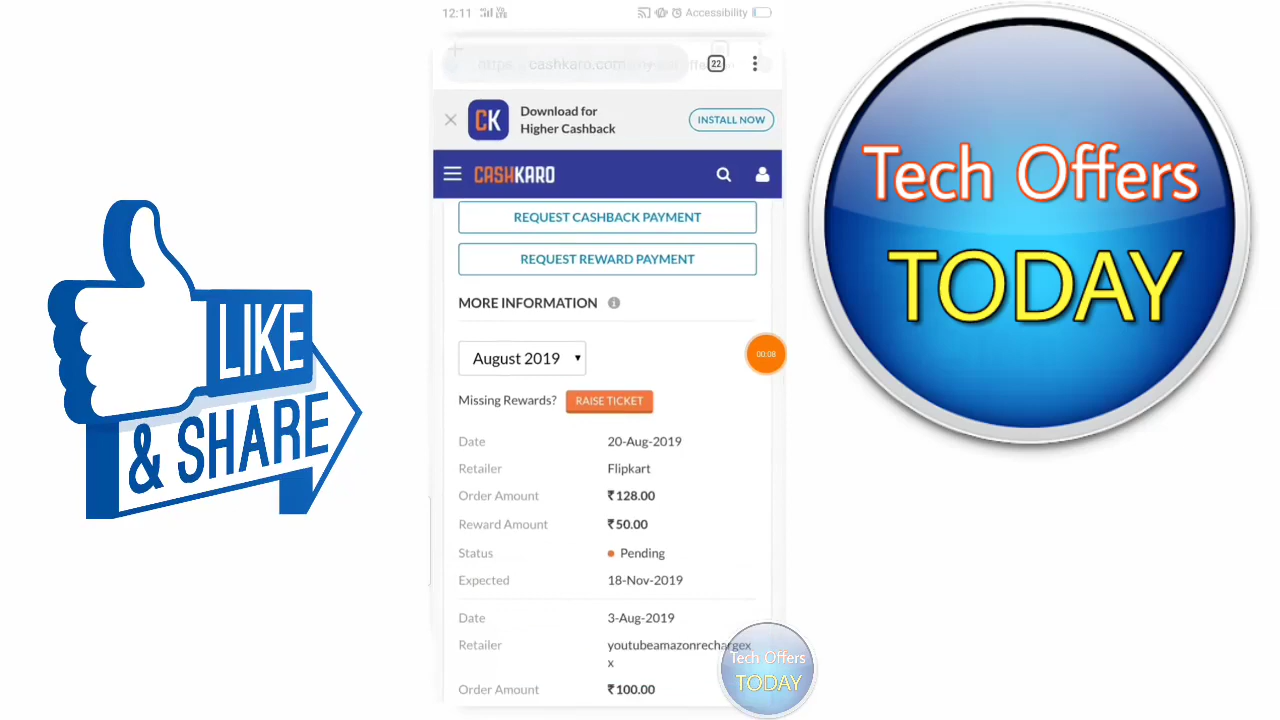 12:11
Accessibility
https cashkaro.com
22
Download for
Higher Cashback
INSTALL NOW
CK
CASHKARO
REQUEST CASHBACK PAYMENT
REQUEST REWARD PAYMENT
MORE INFORMATION
August 2019
00:08
Missing Rewards? RAISE TICKET
Date 20-Aug-2019
Retailer Flipkart
Order Amount ₹128.00
Reward Amount ₹50.00
Status Pending
Expected 18-Nov-2019
Date 3-Aug-2019
Retailer youtubeamazonrechargex
x
Order Amount ₹100.00
LIKE
& SHARE
Tech Offers
TODAY
Tech Offers
TODAY